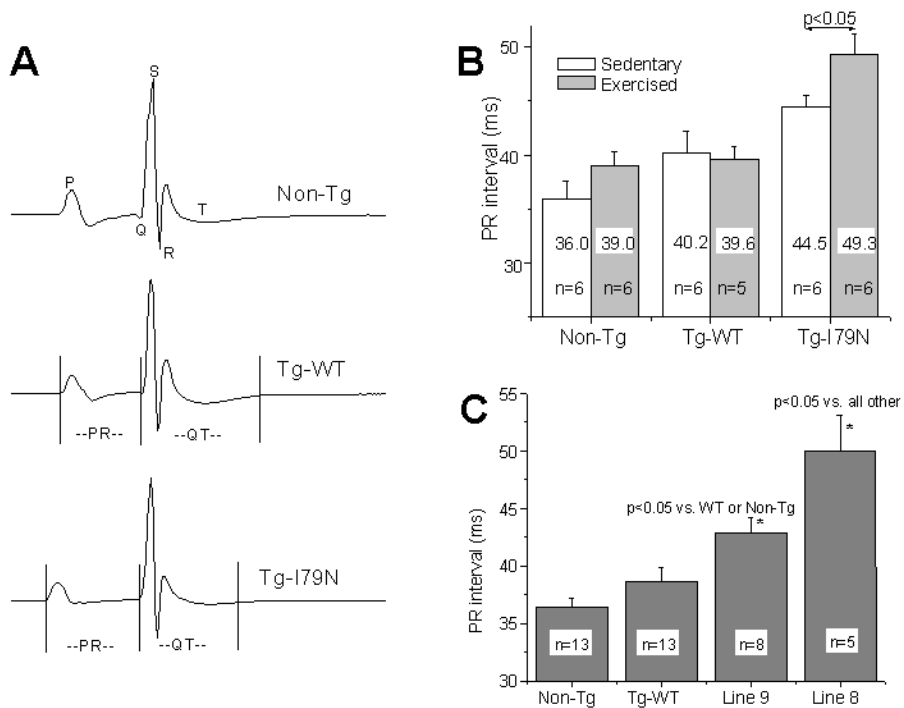 A
S
P
Non-Tg
T
Q
R
Tg-WT
--PR--
--QT--
Tg-I79N
--PR--
--QT--
B
p<0.05
Sedentary
Exercised
PR interval (ms)
50
40
30
36.0
39.0
40.2
39.6
44.5
49.3
n=6
n=6
n=6
n=5
n=6
n=6
Non-Tg
Tg-WT
Tg-I79N
C
PR interval (ms)
55
50
45
40
35
30
p<0.05 vs. all other
*
p<0.05 vs. WT or Non-Tg
*
n=13
n=13
n=8
n=5
Non-Tg
Tg-WT
Line 9
Line 8